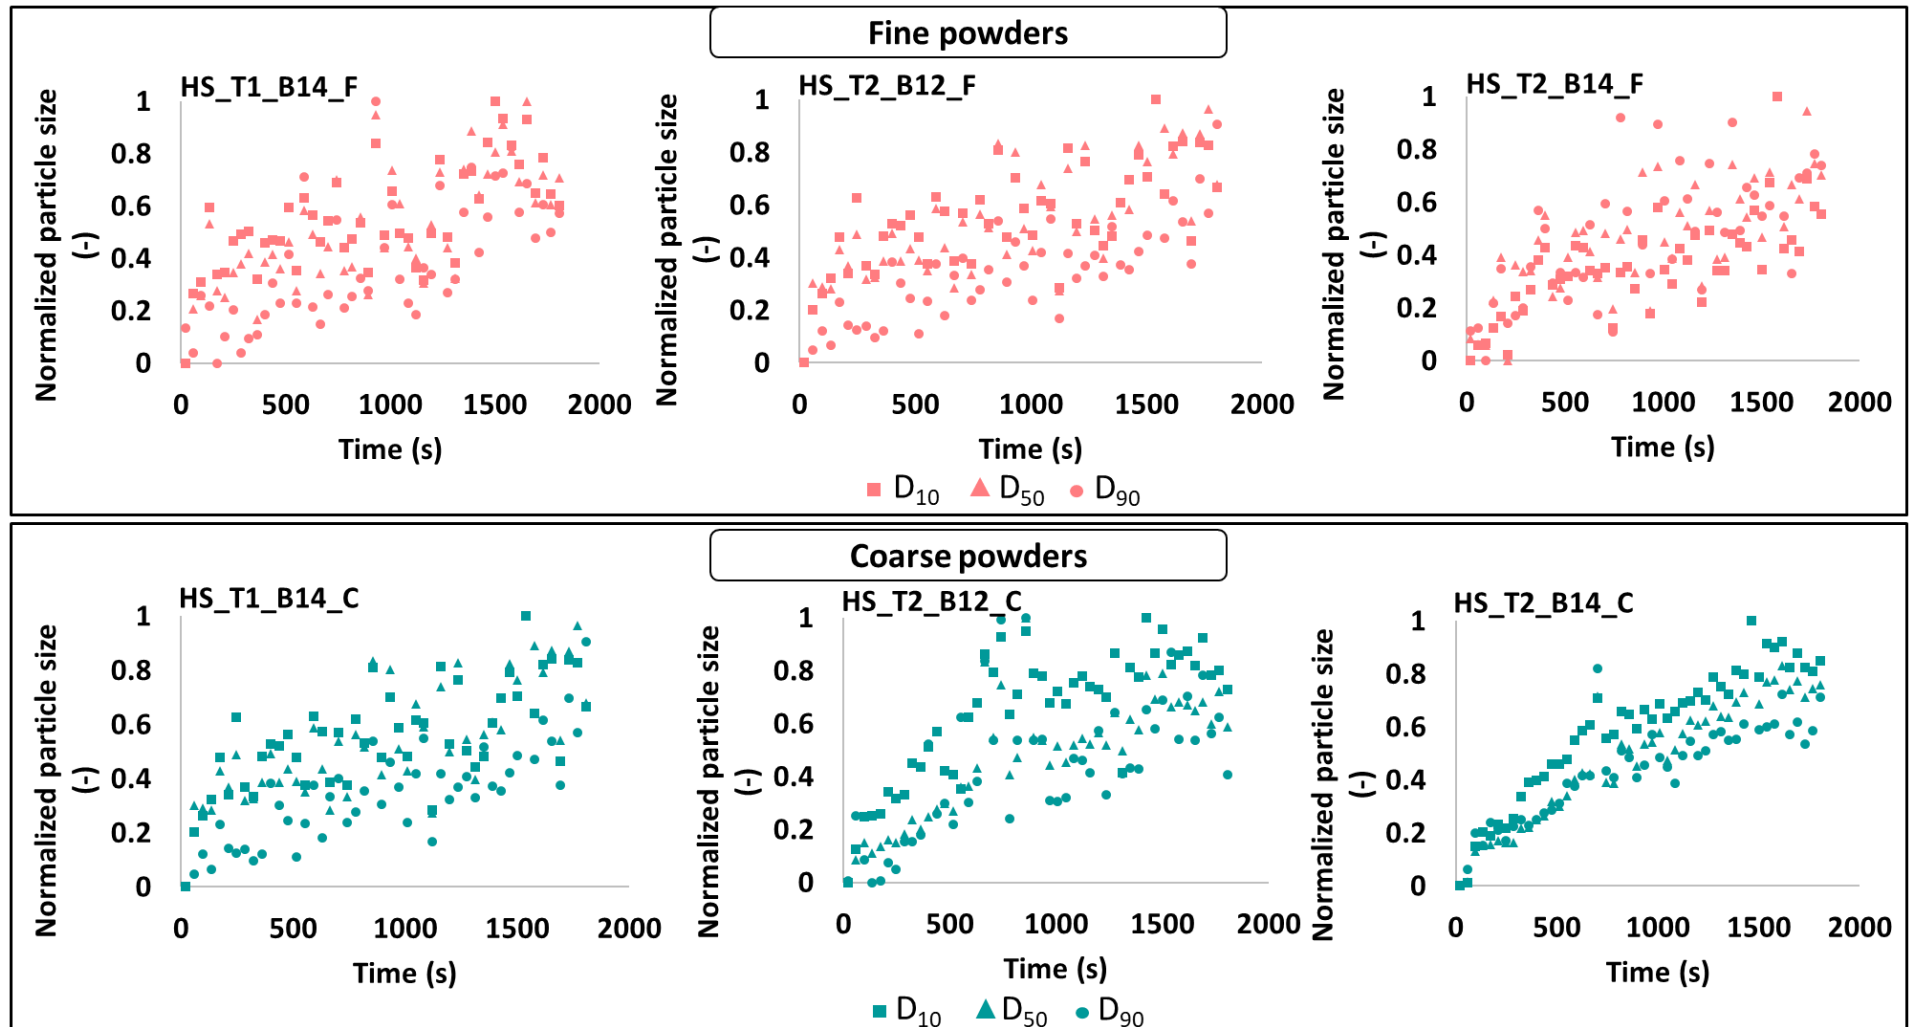 Fine powders
HS_T1_B14_F
Normalized particle size
(-)
1
0.8
0.6
0.4
0.2
0
0 500 1000 1500 2000
Time (s)
HS_T2_B12_F
Normalized particle size
(-)
1
0.8
0.6
0.4
0.2
0
0 500 1000 1500 2000
Time (s)
HS_T2_B14_F
Normalized particle size
(-)
1
0.8
0.6
0.4
0.2
0
0 500 1000 1500 2000
Time (s)
D10 D50 D90
Coarse powders
HS_T1_B14_C
Normalized particle size
(-)
1
0.8
0.6
0.4
0.2
0
0 500 1000 1500 2000
Time (s)
HS_T2_B12_C
Normalized particle size
(-)
1
0.8
0.6
0.4
0.2
0
0 500 1000 1500 2000
Time (s)
HS_T2_B14_C
Normalized particle size
(-)
1
0.8
0.6
0.4
0.2
0
0 500 1000 1500 2000
Time (s)
D10 D50 D90